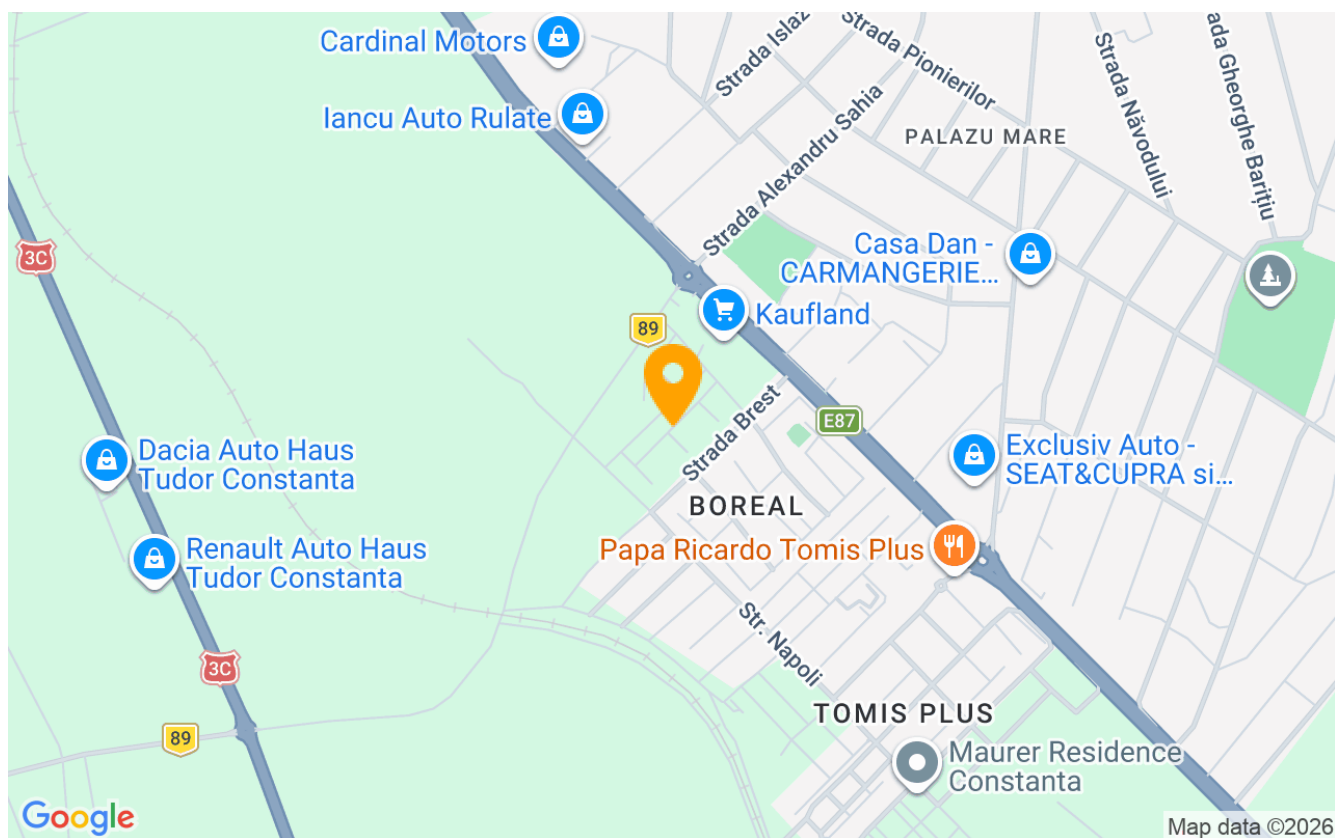 Cardinal Motors
Strada Islaz
Strada Pionierilor
Strada Năvodului
ada Gheorghe Barițiu
Iancu Auto Rulate
Strada Alexandru Sahia
PALAZU MARE
3C
Casa Dan -
CARMANGERIE...
Kaufland
89
Strada Brest
E87
Dacia Auto Haus
Tudor Constanta
Exclusiv Auto -
SEAT&CUPRA si...
BOREAL
Renault Auto Haus
Tudor Constanta
Papa Ricardo Tomis Plus
Str. Napoli
3C
TOMIS PLUS
89
Maurer Residence
Constanta
Google
Map data ©2026